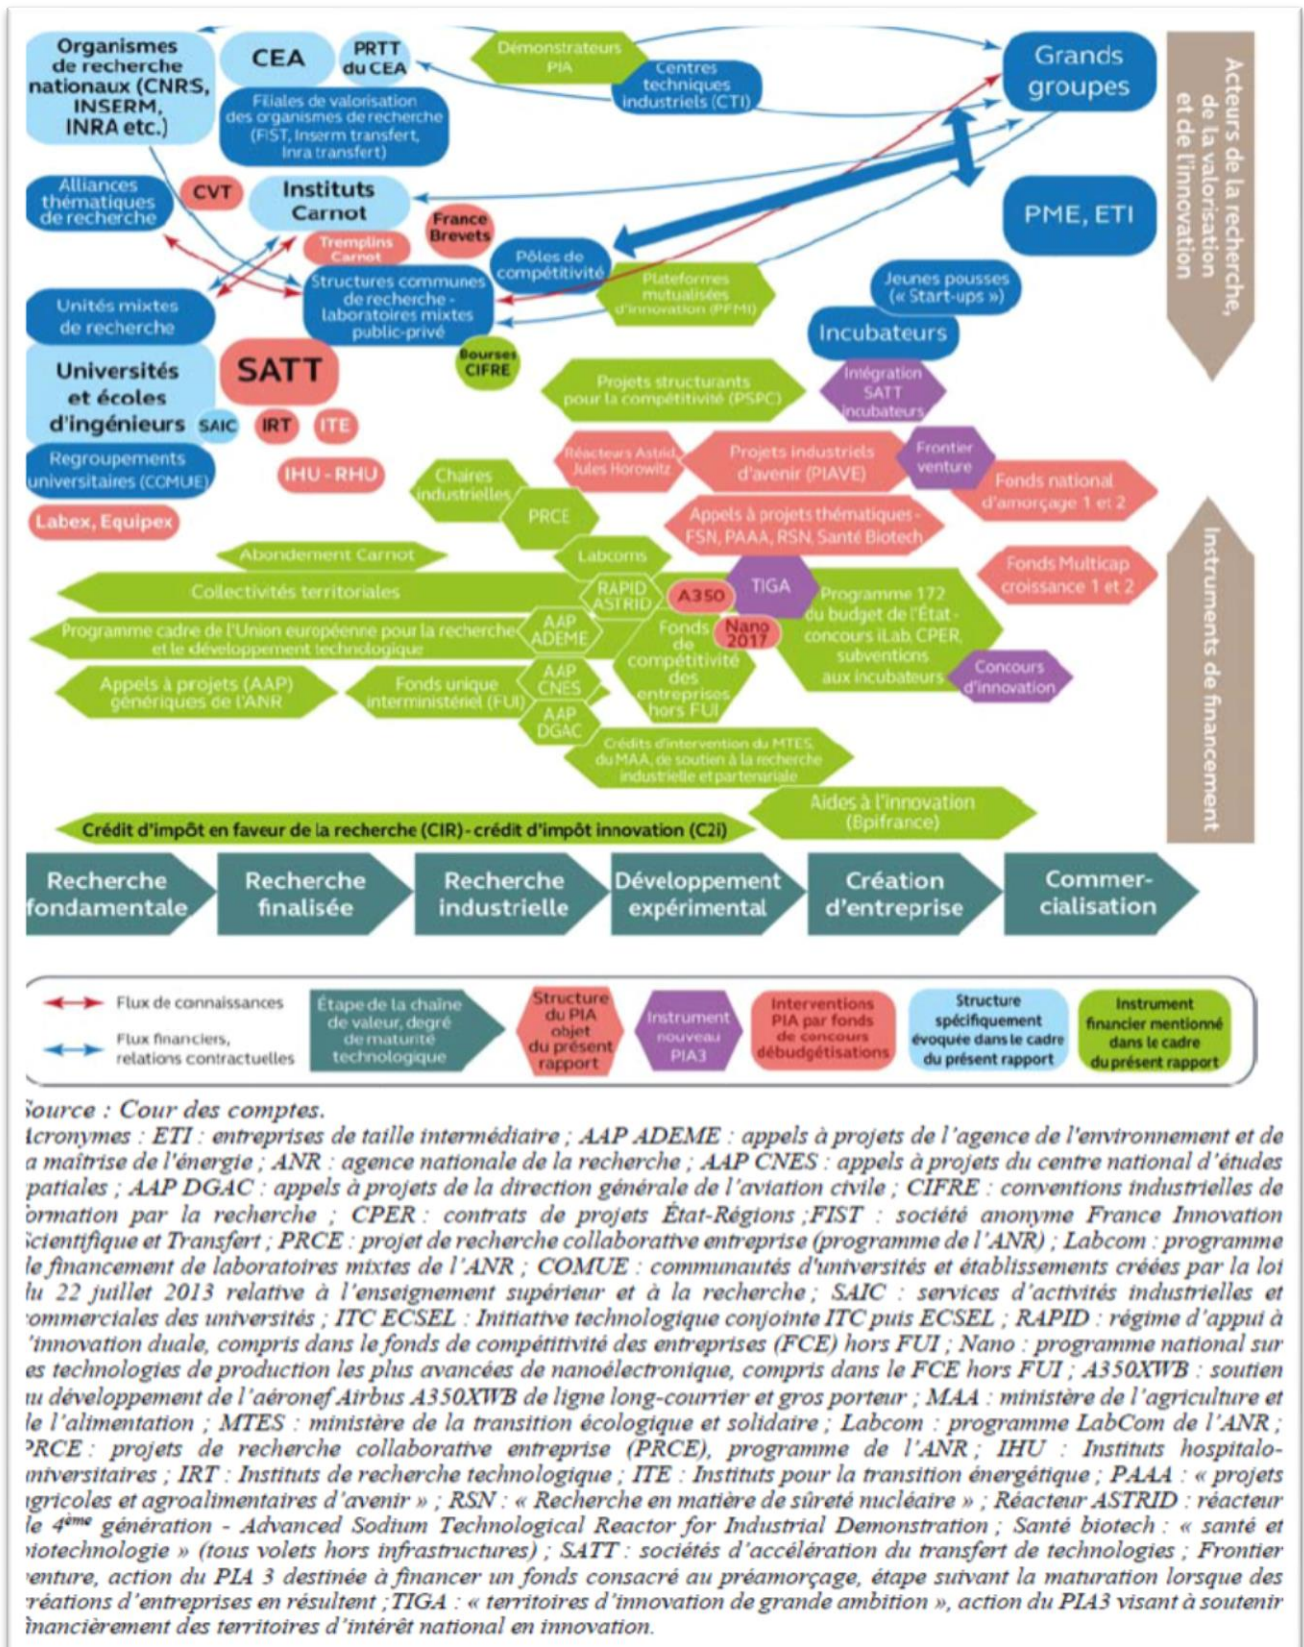 Organismes
de recherche
nationaux (CNRS,
INSERM,
INRA etc.)
CEA
PRTT
du CEA
Démonstrateurs
PIA
Centres
techniques
industriels (CTI)
Grands
groupes
Filiales de valorisation
des organismes de recherche
(FIST, Inserm transfert,
Inra transfert)
Alliances
thématiques
de recherche
CVT
Instituts
Carnot
Tremplins
Carnot
France
Brevets
Pôles de
compétitivité
PME, ETI
Unités mixtes
de recherche
Structures communes
de recherche -
laboratoires mixtes
public-privé
Plateformes
mutualisées
d'innovation (PFMI)
Jeunes pousses
(« Start-ups »)
Incubateurs
Universités
et écoles
d'ingénieurs
SATT
Bourses
CIFRE
Projets structurants
pour la compétitivité (PSPC)
Intégration
SATT
incubateurs
SAIC
IRT
ITE
Regroupements
universitaires (COMUE)
IHU - RHU
Labex, Equipex
Chaires
industrielles
PRCE
Réacteurs Astrid,
Jules Horowitz
Projets industriels
d'avenir (PIAVE)
Frontier
venture
Fonds national
d'amorçage 1 et 2
Appels à projets thématiques -
FSN, PAAA, RSN, Santé Biotech
Abondement Carnot
Labcoms
Fonds Multicap
croissance 1 et 2
Collectivités territoriales
RAPID
ASTRID
A350
TIGA
Programme 172
du budget de l'État -
concours iLab, CPER,
subventions
aux incubateurs
Programme cadre de l'Union européenne pour la recherche
et le développement technologique
AAP
ADEME
Fonds
de
compétitivité
des
entreprises
hors FUI
Nano
2017
Concours
d'innovation
Appels à projets (AAP)
génériques de l'ANR
Fonds unique
interministériel (FUI)
AAP
CNES
AAP
DGAC
Crédits d'intervention du MTES,
du MAA, de soutien à la recherche
industrielle et partenariale
Aides à l'innovation
(Bpifrance)
Crédit d'impôt en faveur de la recherche (CIR) - crédit d'impôt innovation (C2i)
Acteurs de la recherche,
de la valorisation
et de l'innovation
Instruments de financement
Recherche
fondamentale
Recherche
finalisée
Recherche
industrielle
Développement
expérimental
Création
d'entreprise
Commer-
cialisation
Flux de connaissances
Flux financiers,
relations contractuelles
Étape de la chaîne
de valeur, degré
de maturité
technologique
Structure
du PIA
objet
du présent
rapport
Instrument
nouveau
PIA3
Interventions
PIA par fonds
de concours
débudgétisations
Structure
spécifiquement
évoquée dans le cadre
du présent rapport
Instrument
financier mentionné
dans le cadre
du présent rapport
Source : Cour des comptes.
Acronymes : ETI : entreprises de taille intermédiaire ; AAP ADEME : appels à projets de l'agence de l'environnement et de
a maîtrise de l'énergie ; ANR : agence nationale de la recherche ; AAP CNES : appels à projets du centre national d'études
patiales ; AAP DGAC : appels à projets de la direction générale de l'aviation civile ; CIFRE : conventions industrielles de
ormation par la recherche ; CPER : contrats de projets État-Régions ;FIST : société anonyme France Innovation
Scientifique et Transfert ; PRCE : projet de recherche collaborative entreprise (programme de l'ANR) ; Labcom : programme
de financement de laboratoires mixtes de l'ANR ; COMUE : communautés d'universités et établissements créées par la loi
du 22 juillet 2013 relative à l'enseignement supérieur et à la recherche ; SAIC : services d'activités industrielles et
ommerciales des universités ; ITC ECSEL : Initiative technologique conjointe ITC puis ECSEL ; RAPID : régime d'appui à
'innovation duale, compris dans le fonds de compétitivité des entreprises (FCE) hors FUI ; Nano : programme national sur
es technologies de production les plus avancées de nanoélectronique, compris dans le FCE hors FUI ; A350XWB : soutien
au développement de l'aéronef Airbus A350XWB de ligne long-courrier et gros porteur ; MAA : ministère de l'agriculture et
de l'alimentation ; MTES : ministère de la transition écologique et solidaire ; Labcom : programme LabCom de l'ANR ;
PRCE : projets de recherche collaborative entreprise (PRCE), programme de l'ANR ; IHU : Instituts hospitalo-
universitaires ; IRT : Instituts de recherche technologique ; ITE : Instituts pour la transition énergétique ; PAAA : « projets
agricoles et agroalimentaires d'avenir » ; RSN : « Recherche en matière de sûreté nucléaire » ; Réacteur ASTRID : réacteur
de 4ème génération - Advanced Sodium Technological Reactor for Industrial Demonstration ; Santé biotech : « santé et
biotechnologie » (tous volets hors infrastructures) ; SATT : sociétés d'accélération du transfert de technologies ; Frontier
venture, action du PIA 3 destinée à financer un fonds consacré au préamorçage, étape suivant la maturation lorsque des
créations d'entreprises en résultent ;TIGA : « territoires d'innovation de grande ambition », action du PIA3 visant à soutenir
financièrement des territoires d'intérêt national en innovation.